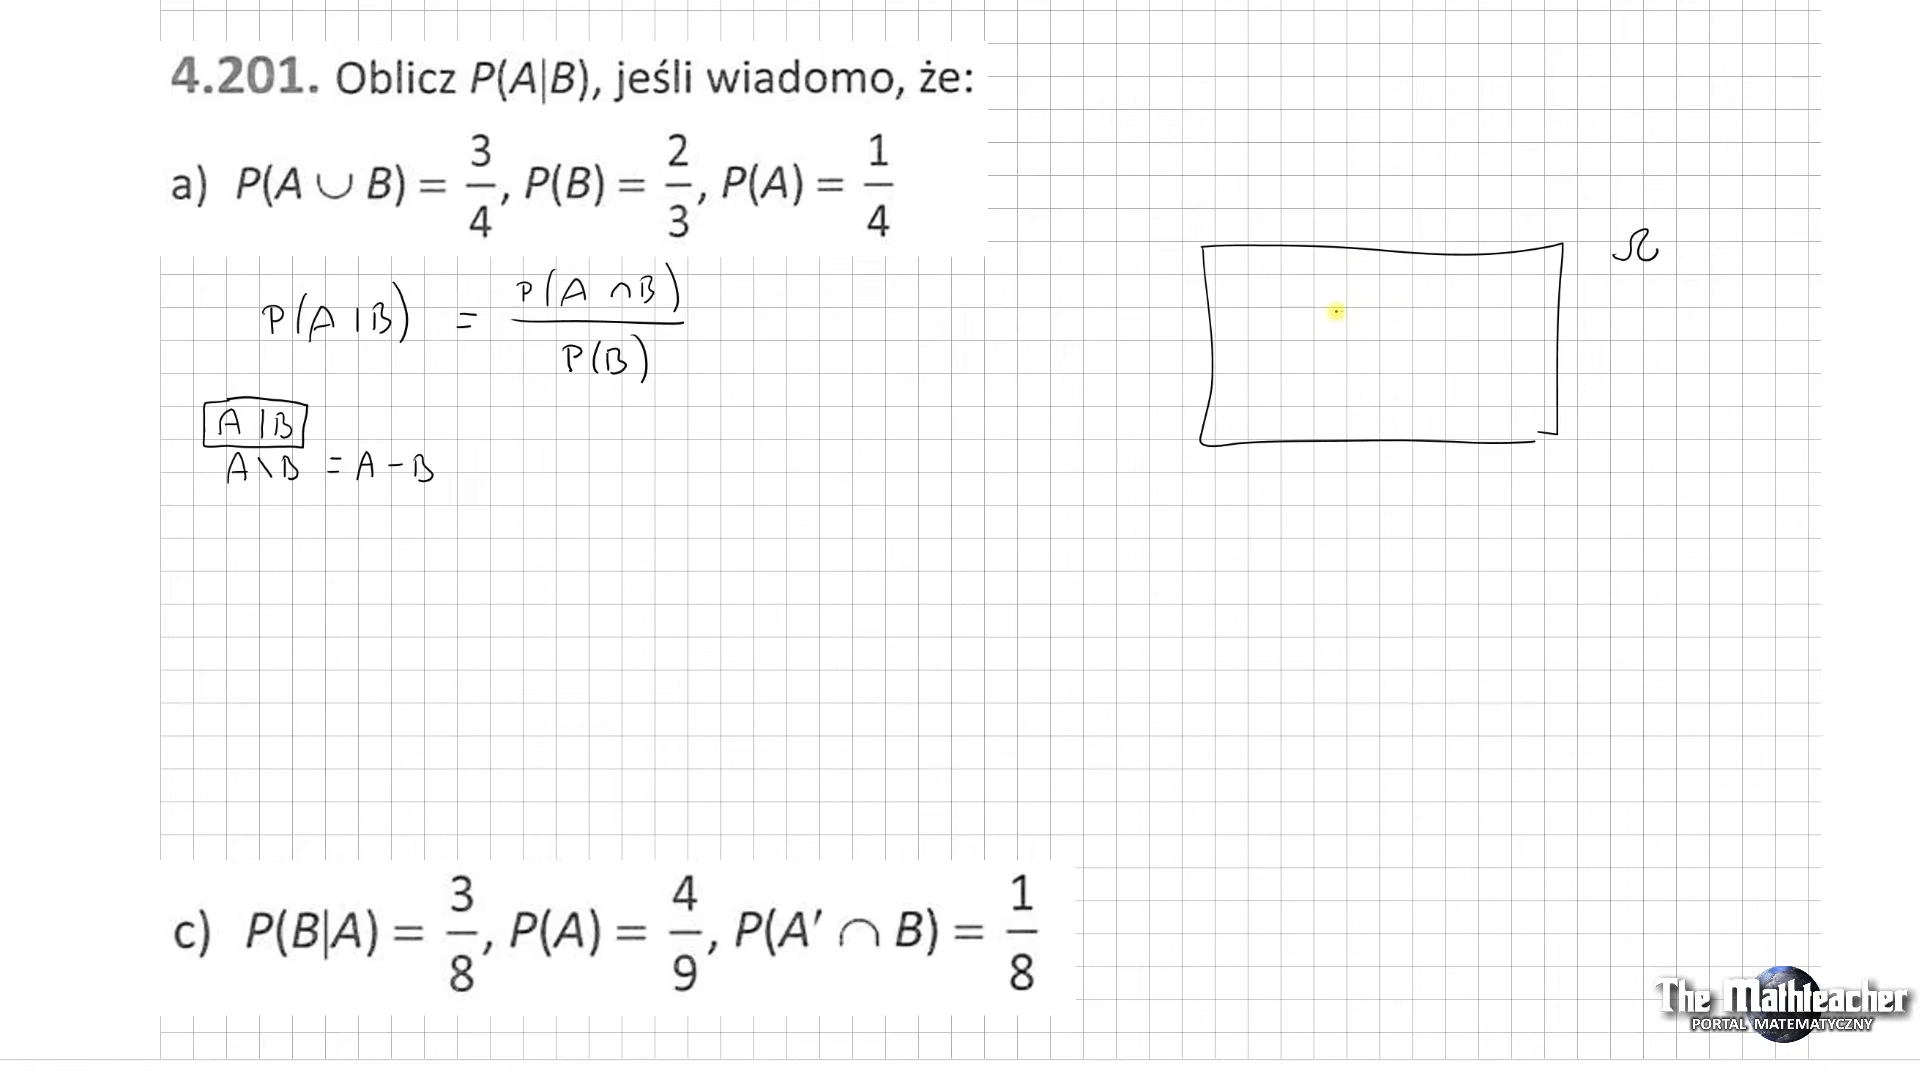 4.201. Oblicz P(A|B), jeśli wiadomo, że:
a) P(A ∪ B) = 3/4, P(B) = 2/3, P(A) = 1/4
P(A|B) = P(A ∩ B) / P(B)
A|B
A\B = A - B
Ω
c) P(B|A) = 3/8, P(A) = 4/9, P(A' ∩ B) = 1/8
The Mathteacher
PORTAL MATEMATYCZNY